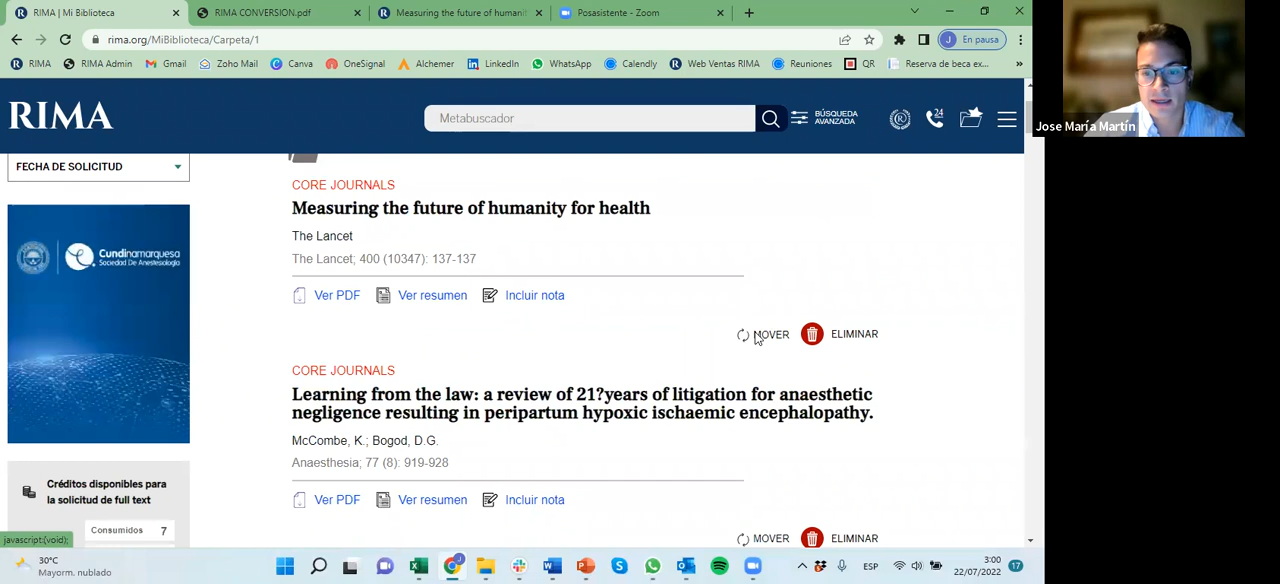 RIMA | Mi Biblioteca
RIMA CONVERSION.pdf
Measuring the future of humanit
Posasistente - Zoom
rima.org/MiBiblioteca/Carpeta/1
J
En pausa
RIMA
RIMA Admin
Gmail
Zoho Mail
Canva
OneSignal
Alchemer
LinkedIn
WhatsApp
Calendly
Web Ventas RIMA
Reuniones
QR
Reserva de beca ex...
»
RIMA
Metabuscador
BÚSQUEDA
AVANZADA
24
Jose María Martín
FECHA DE SOLICITUD
CORE JOURNALS
Measuring the future of humanity for health
The Lancet
The Lancet; 400 (10347): 137-137
Ver PDF
Ver resumen
Incluir nota
MOVER
ELIMINAR
Cundinamarquesa
Sociedad De Anestesiología
CORE JOURNALS
Learning from the law: a review of 21?years of litigation for anaesthetic
negligence resulting in peripartum hypoxic ischaemic encephalopathy.
McCombe, K.; Bogod, D.G.
Anaesthesia; 77 (8): 919-928
Ver PDF
Ver resumen
Incluir nota
MOVER
ELIMINAR
Créditos disponibles para
la solicitud de full text
Consumidos 7
javascript:(void);
30°C
Mayorm. nublado
ESP
3:00
22/07/2022
17